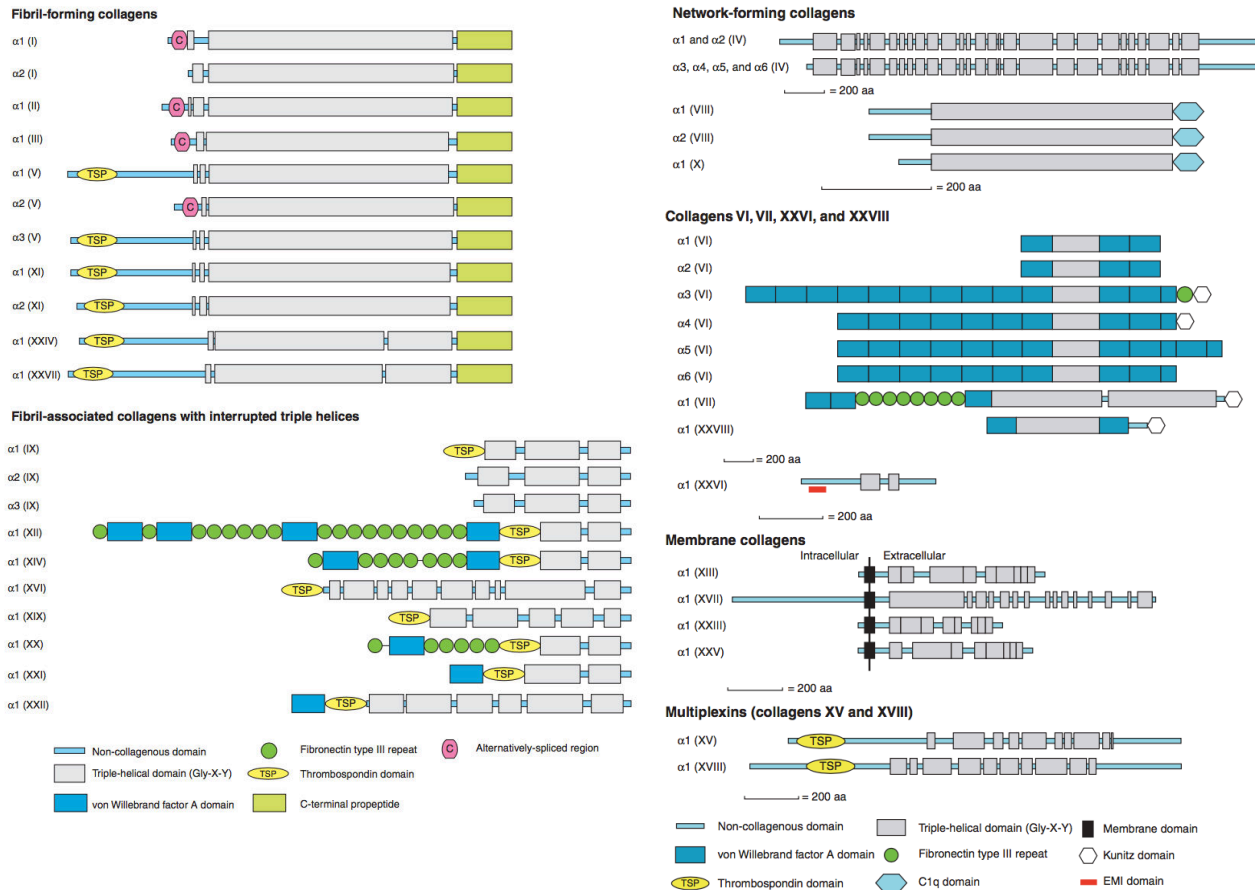 Fibril-forming collagens
α1 (I)
C
α2 (I)
α1 (II)
C
α1 (III)
C
α1 (V)
TSP
α2 (V)
C
α3 (V)
TSP
α1 (XI)
TSP
α2 (XI)
TSP
α1 (XXIV)
TSP
α1 (XXVII)
TSP
Fibril-associated collagens with interrupted triple helices
α1 (IX)
TSP
α2 (IX)
α3 (IX)
α1 (XII)
TSP
α1 (XIV)
TSP
α1 (XVI)
TSP
α1 (XIX)
TSP
α1 (XX)
TSP
α1 (XXI)
TSP
α1 (XXII)
TSP
Non-collagenous domain
Fibronectin type III repeat
C
Alternatively-spliced region
Triple-helical domain (Gly-X-Y)
TSP
Thrombospondin domain
von Willebrand factor A domain
C-terminal propeptide
Network-forming collagens
α1 and α2 (IV)
α3, α4, α5, and α6 (IV)
= 200 aa
α1 (VIII)
α2 (VIII)
α1 (X)
= 200 aa
Collagens VI, VII, XXVI, and XXVIII
α1 (VI)
α2 (VI)
α3 (VI)
α4 (VI)
α5 (VI)
α6 (VI)
α1 (VII)
α1 (XXVIII)
= 200 aa
α1 (XXVI)
= 200 aa
Membrane collagens
Intracellular
Extracellular
α1 (XIII)
α1 (XVII)
α1 (XXIII)
α1 (XXV)
= 200 aa
Multiplexins (collagens XV and XVIII)
α1 (XV)
TSP
α1 (XVIII)
TSP
= 200 aa
Non-collagenous domain
Triple-helical domain (Gly-X-Y)
Membrane domain
von Willebrand factor A domain
Fibronectin type III repeat
Kunitz domain
TSP
Thrombospondin domain
C1q domain
EMI domain